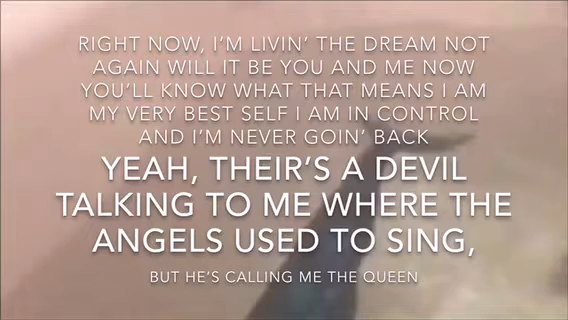 RIGHT NOW, I'M LIVIN' THE DREAM NOT
AGAIN WILL IT BE YOU AND ME NOW
YOU'LL KNOW WHAT THAT MEANS I AM
MY VERY BEST SELF I AM IN CONTROL
AND I'M NEVER GOIN' BACK
YEAH, THEIR'S A DEVIL
TALKING TO ME WHERE THE
ANGELS USED TO SING,
BUT HE'S CALLING ME THE QUEEN